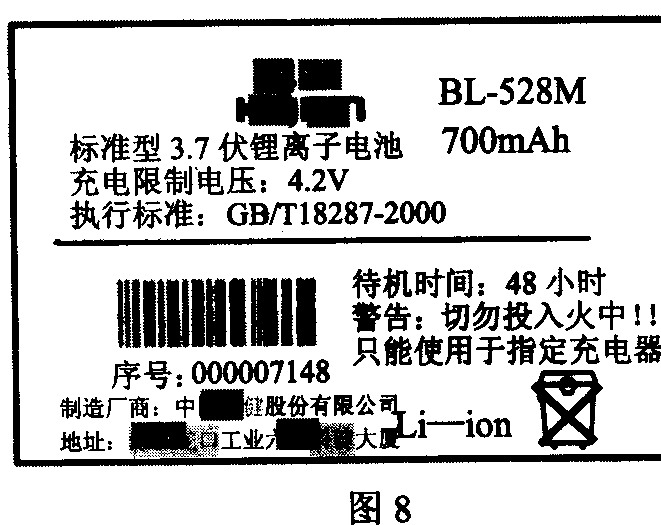 BL-528M
700mAh
标准型 3.7 伏锂离子电池
充电限制电压：4.2V
执行标准：GB/T18287-2000
待机时间：48 小时
警告：切勿投入火中!!
只能使用于指定充电器
序号：000007148
制造厂商：中 健股份有限公司
地址： 工业 大厦
Li—ion
图 8